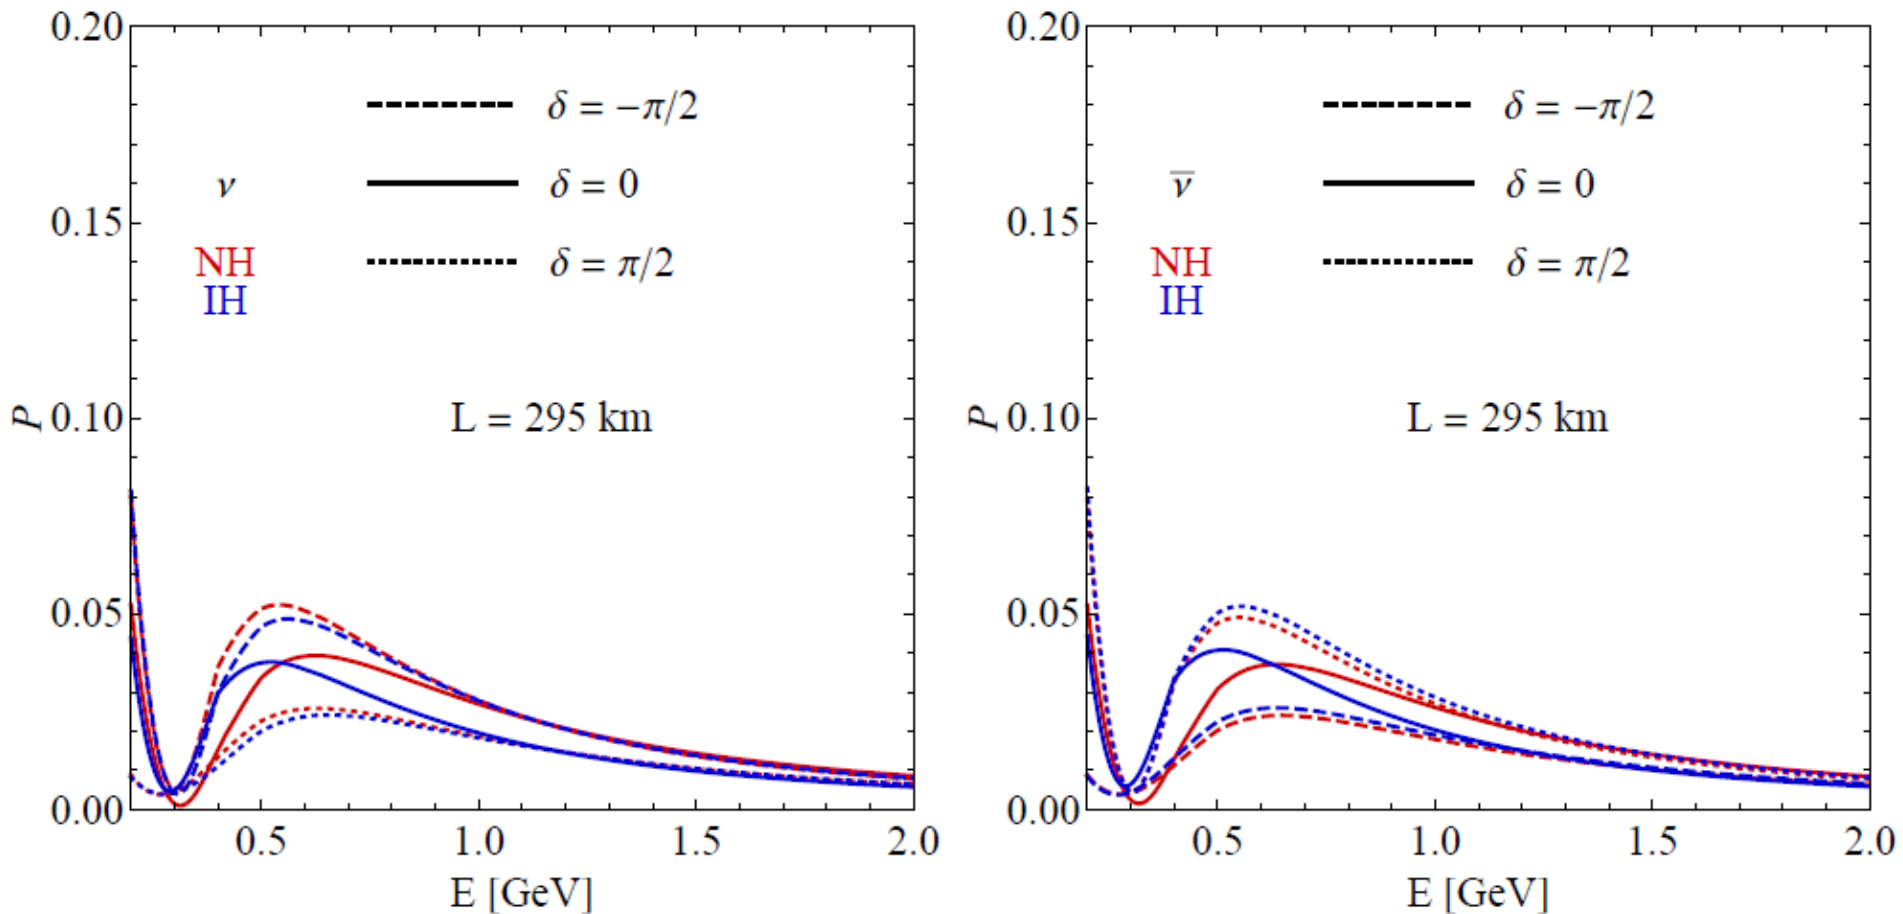 0.20
0.15
0.10
0.05
0.00
P
δ = −π/2
ν
δ = 0
NH
δ = π/2
IH
L = 295 km
0.5
1.0
1.5
2.0
E [GeV]
0.20
0.15
0.10
0.05
0.00
P
δ = −π/2
ν̅
δ = 0
NH
δ = π/2
IH
L = 295 km
0.5
1.0
1.5
2.0
E [GeV]